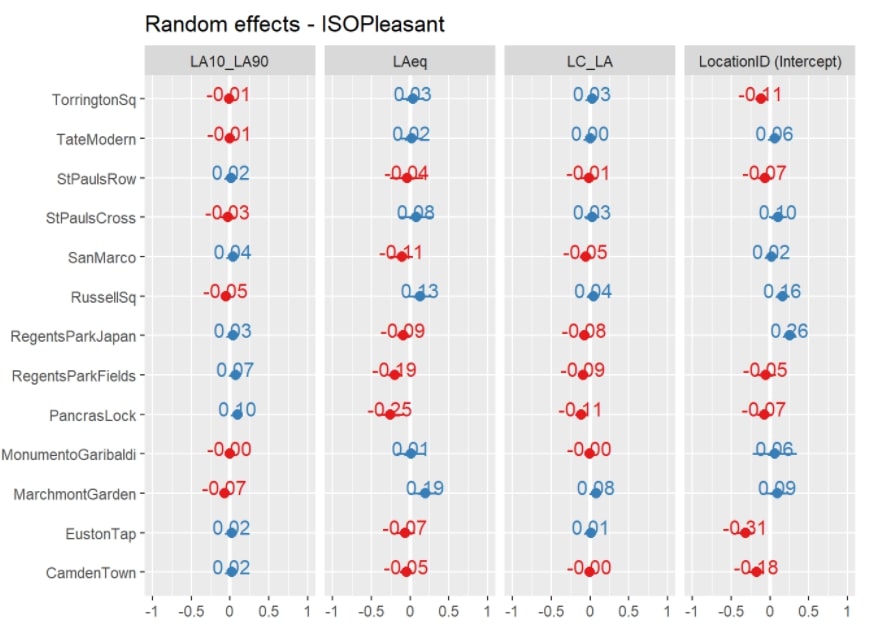 Random effects - ISOPleasant
LA10_LA90 LAeq LC_LA LocationID (Intercept)
TorringtonSq -0.01 0.03 0.03 -0.11
TateModern -0.01 0.02 0.00 0.06
StPaulsRow 0.02 -0.04 -0.01 -0.07
StPaulsCross -0.03 0.08 0.03 0.10
SanMarco 0.04 -0.11 -0.05 0.02
RussellSq -0.05 0.13 0.04 0.16
RegentsParkJapan 0.03 -0.09 -0.08 0.26
RegentsParkFields 0.07 -0.19 -0.09 -0.05
PancrasLock 0.10 -0.25 -0.11 -0.07
MonumentoGaribaldi -0.00 0.01 -0.00 0.06
MarchmontGarden -0.07 0.19 0.08 0.09
EustonTap 0.02 -0.07 0.01 -0.31
CamdenTown 0.02 -0.05 -0.00 -0.18
-1 -0.5 0 0.5 1 -1 -0.5 0 0.5 1 -1 -0.5 0 0.5 1 -1 -0.5 0 0.5 1